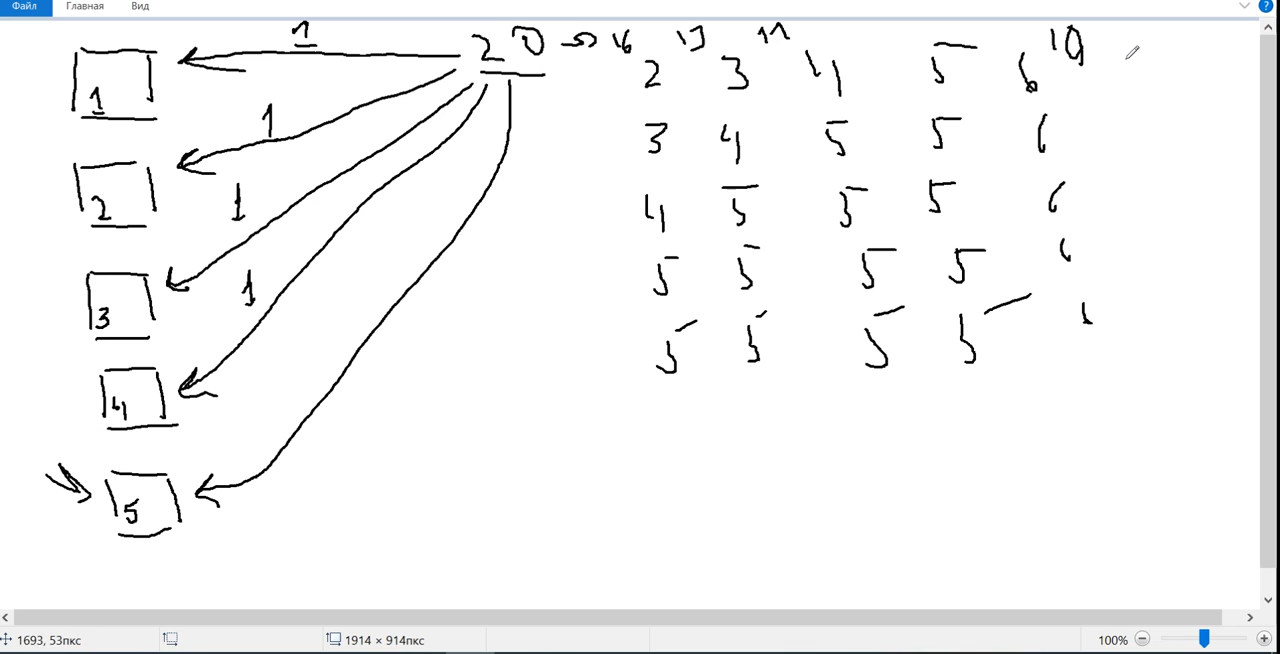 Файл Главная Вид
1
20 → 16 13 11 10
1 2 3 4 5 6
1
3 4 5 5 6
2 1 4 5 5 5 6
5 5 5 5 6
3 1
5 5 5 5 6
4
5
1693, 53пкс 1914 × 914пкс 100%